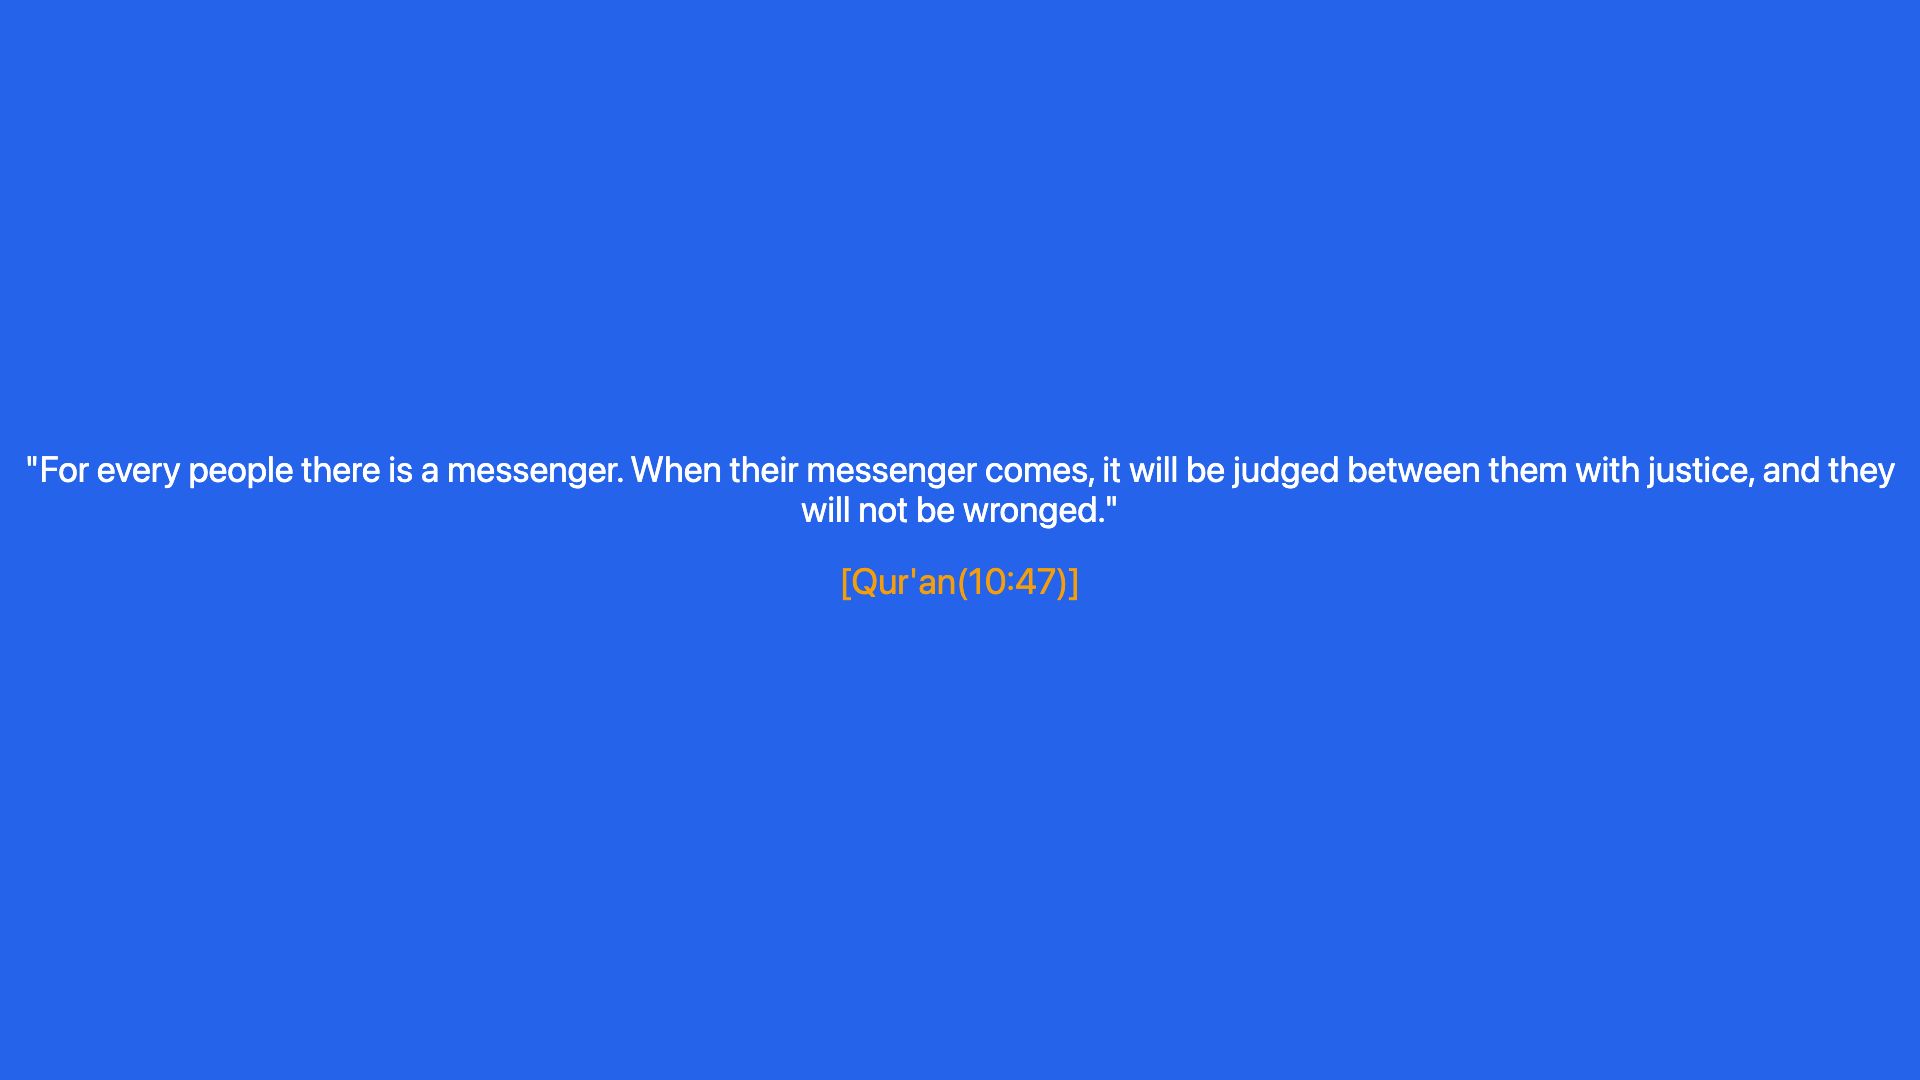 "For every people there is a messenger. When their messenger comes, it will be judged between them with justice, and they
will not be wronged."
[Qur'an(10:47)]